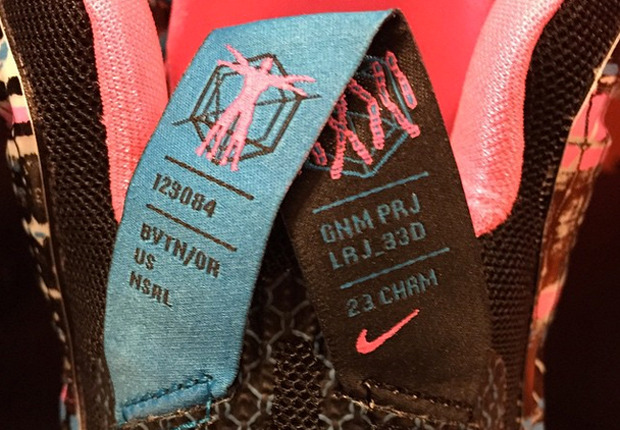 123084
BVTN/OR
US
NSRL
GNM PRJ
LRJ_33D
23 CHRM